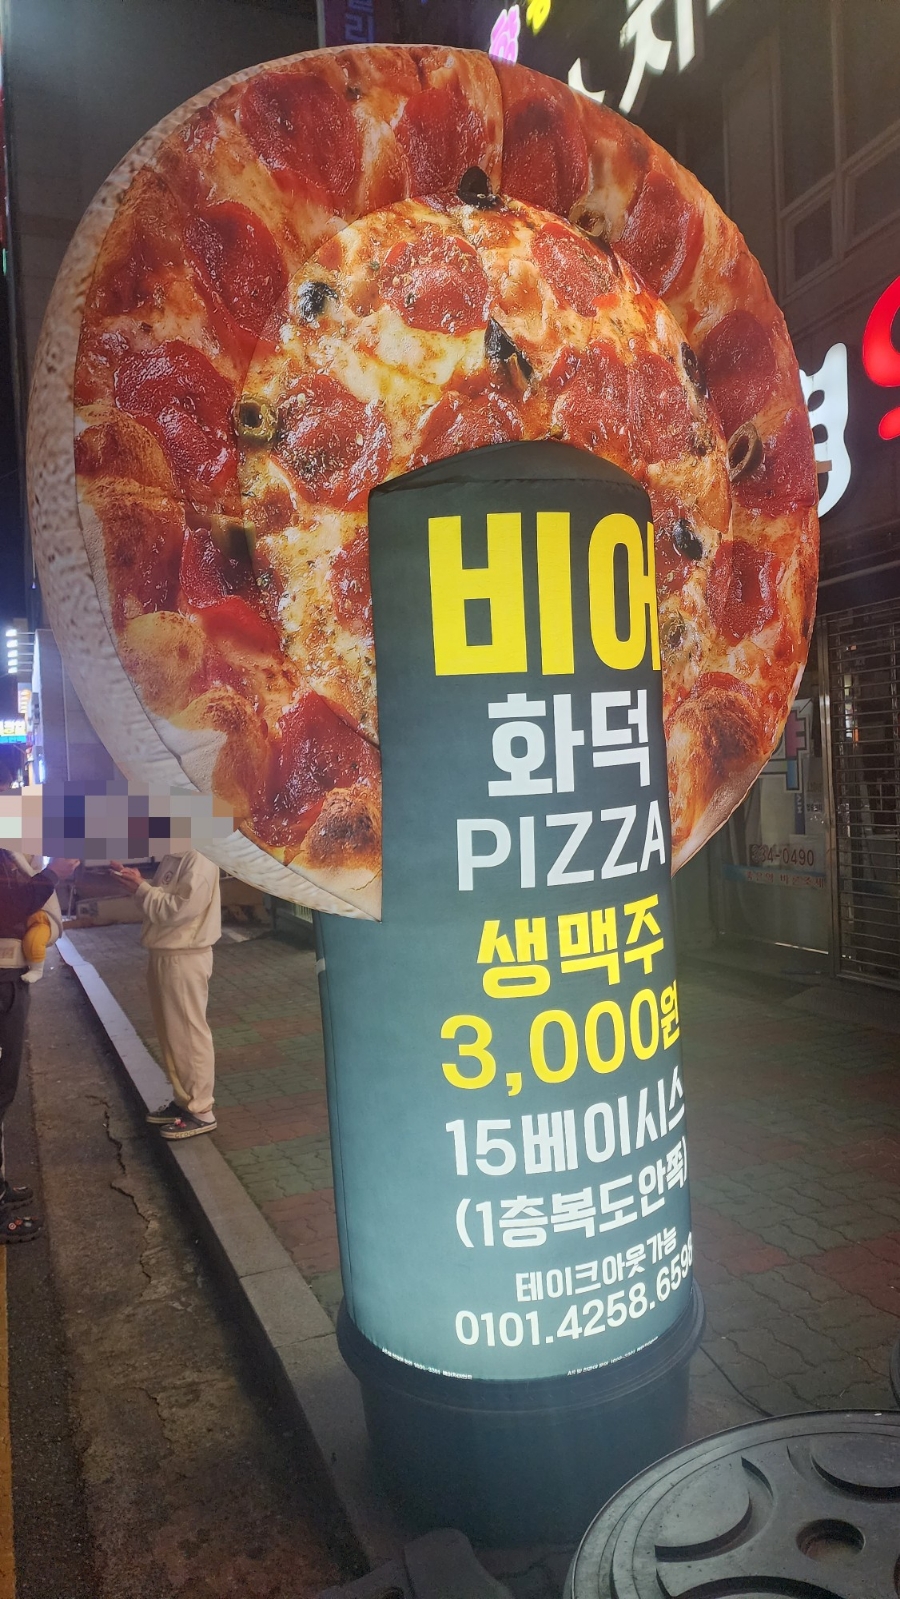 비어
화덕
PIZZA
생맥주
3,000원
15베이시스
(1층복도안쪽)
테이크아웃 가능
0101.4258.6598